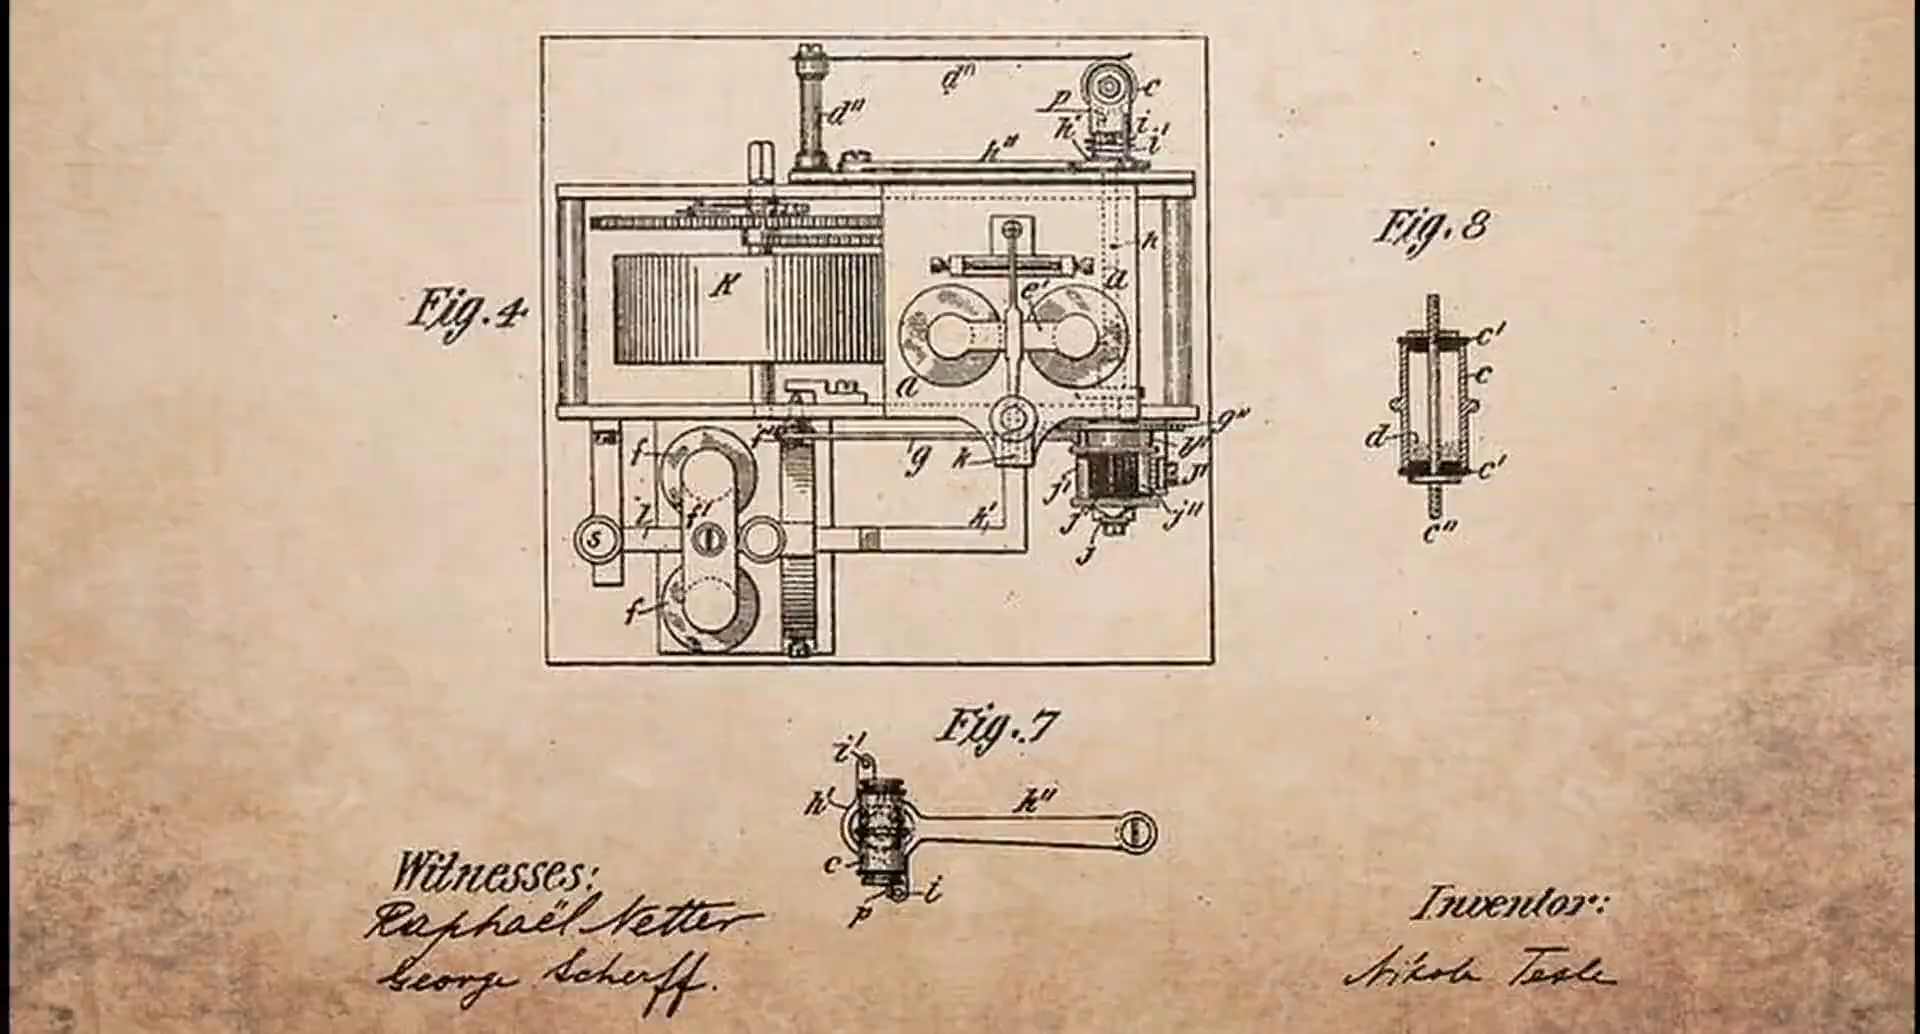 d'' d'' c
p
h' i
h'' i'
Fig. 8
h
K a
e'
Fig. 4
c'
a c
g''
f f'' d
g k b''
j' j'' c'
l f' k' j' j''
s c''
j
f
Fig. 7
i'
h' h''
c
p i
Witnesses:
Raphaël Netter
George Scherff.
Inventor:
Nikola Tesla